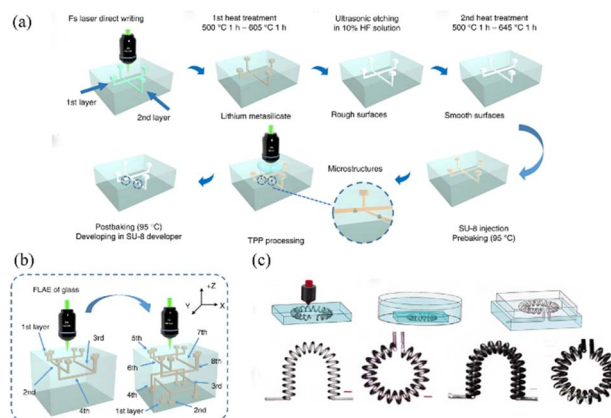 (a)
Fs laser direct writing
1st heat treatment
500 °C 1 h – 605 °C 1 h
Ultrasonic etching
in 10% HF solution
2nd heat treatment
500 °C 1 h – 645 °C 1 h
1st layer
2nd layer
Lithium metasilicate
Rough surfaces
Smooth surfaces
Microstructures
Postbaking (95 °C)
Developing in SU-8 developer
TPP processing
SU-8 injection
Prebaking (95 °C)
(b)
FLAE of glass
+Z
Y
X
1st layer
3rd
2nd
4th
5th
7th
6th
8th
4th
3rd
1st layer
2nd
(c)